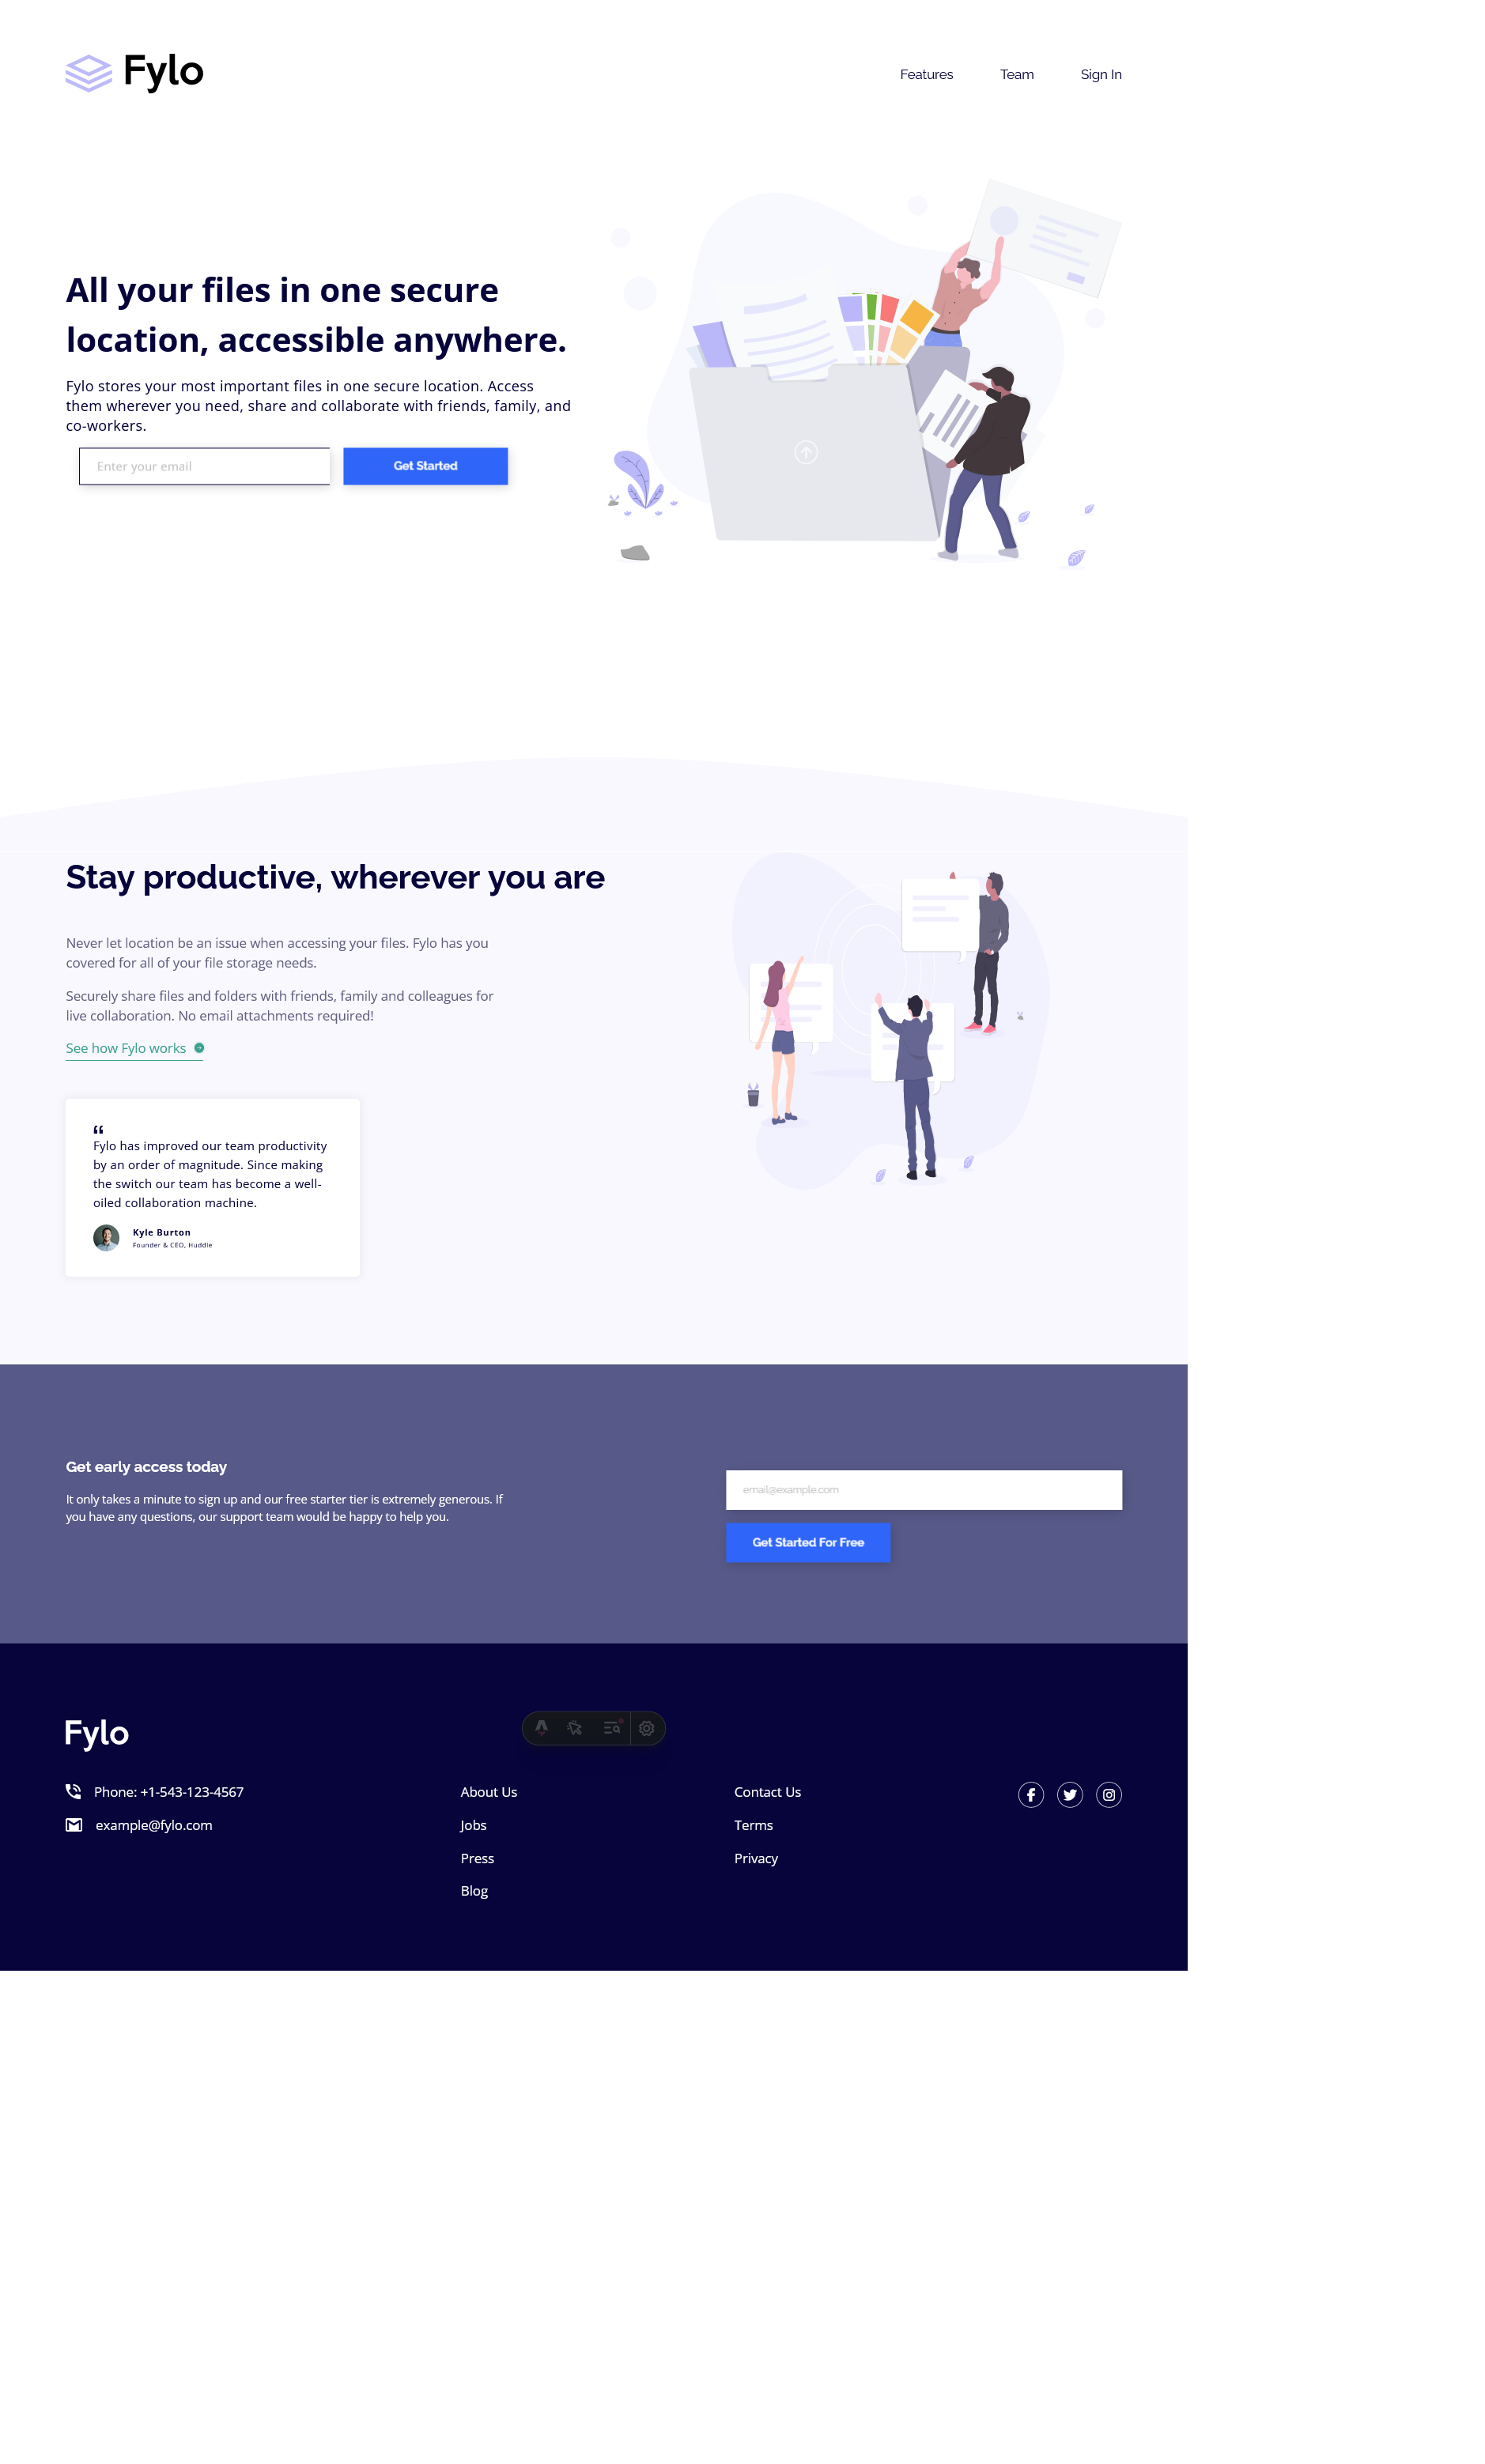 Fylo
Features
Team
Sign In
All your files in one secure
location, accessible anywhere.
Fylo stores your most important files in one secure location. Access
them wherever you need, share and collaborate with friends, family, and
co-workers.
Enter your email
Get Started
Stay productive, wherever you are
Never let location be an issue when accessing your files. Fylo has you
covered for all of your file storage needs.
Securely share files and folders with friends, family and colleagues for
live collaboration. No email attachments required!
See how Fylo works
“
Fylo has improved our team productivity
by an order of magnitude. Since making
the switch our team has become a well-
oiled collaboration machine.
Kyle Burton
Founder & CEO, Huddle
Get early access today
It only takes a minute to sign up and our free starter tier is extremely generous. If
you have any questions, our support team would be happy to help you.
email@example.com
Get Started For Free
Fylo
Phone: +1-543-123-4567
example@fylo.com
About Us
Jobs
Press
Blog
Contact Us
Terms
Privacy